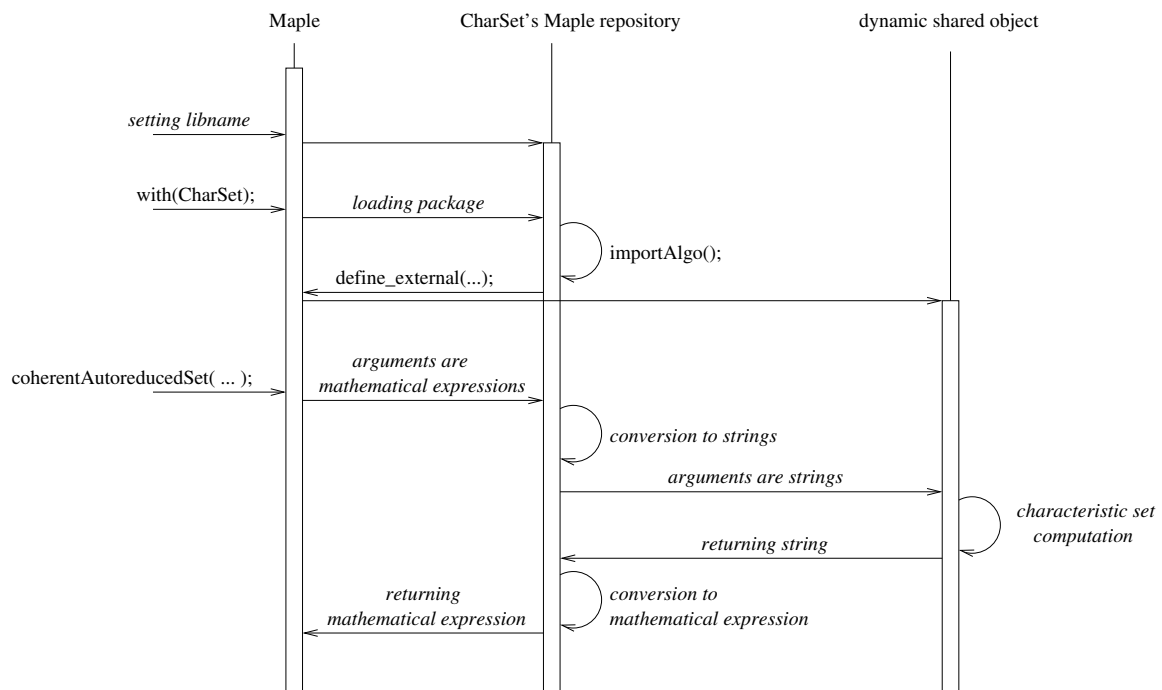 Maple
CharSet's Maple repository
dynamic shared object
setting libname
with(CharSet);
loading package
importAlgo();
define_external(...);
arguments are
mathematical expressions
coherentAutoreducedSet( ... );
conversion to strings
arguments are strings
characteristic set
computation
returning string
returning
mathematical expression
conversion to
mathematical expression